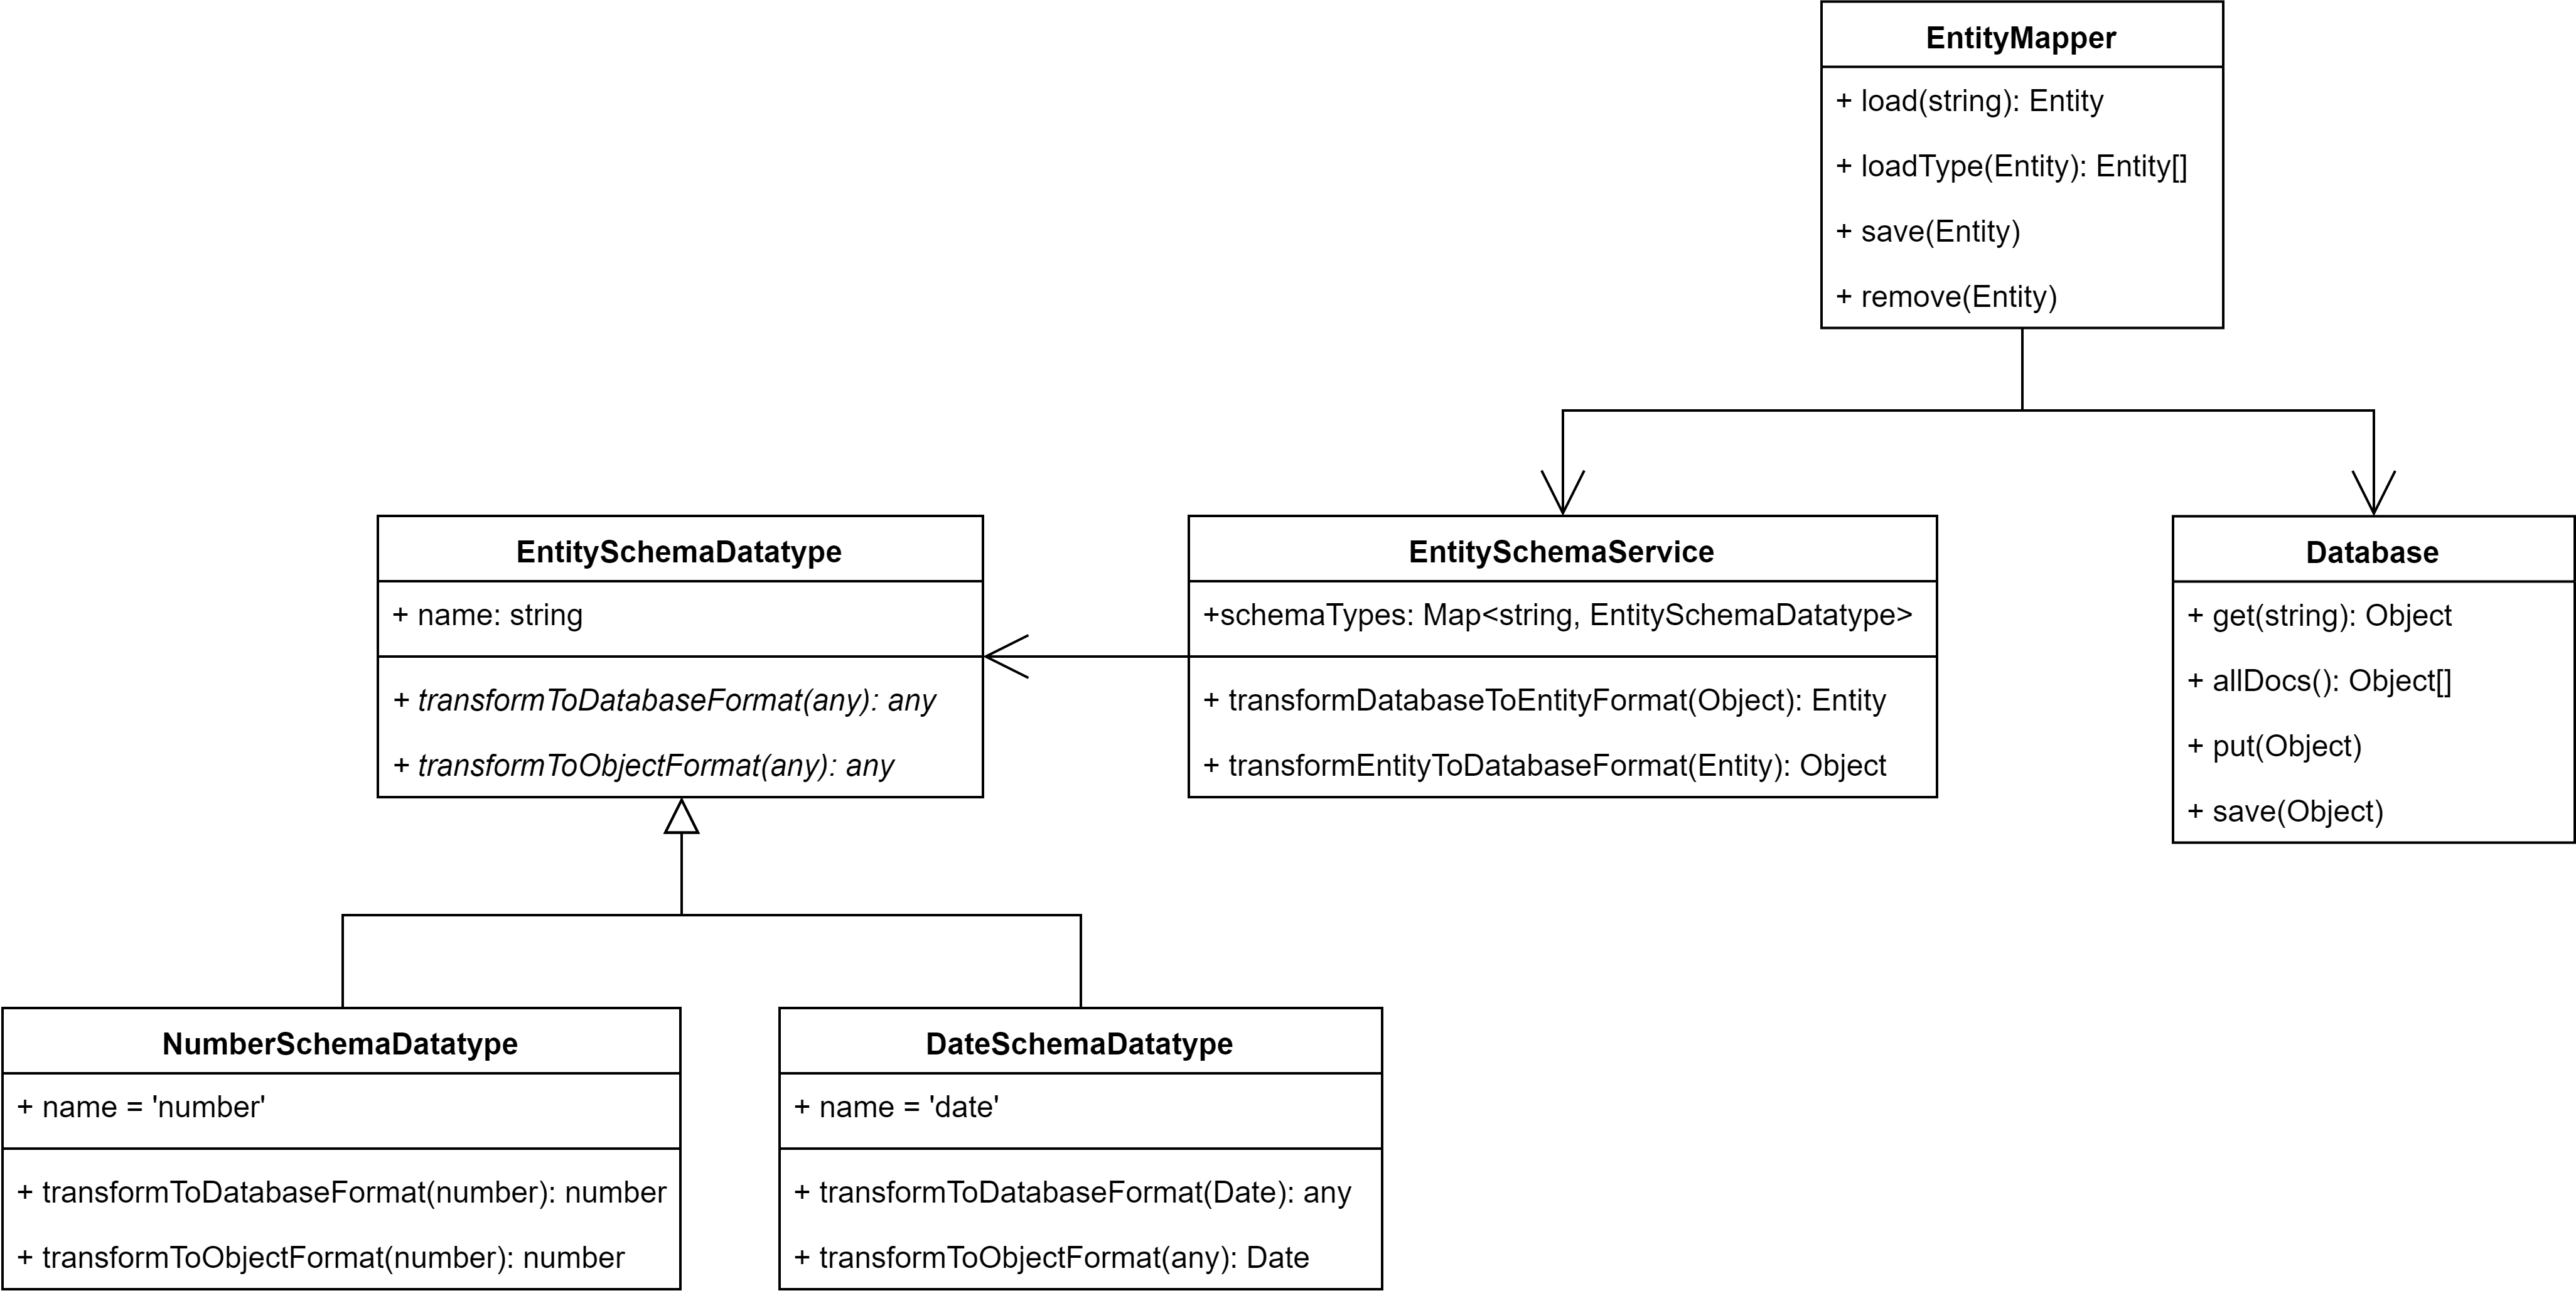 EntityMapper
+ load(string): Entity
+ loadType(Entity): Entity[]
+ save(Entity)
+ remove(Entity)
EntitySchemaDatatype
+ name: string
+ transformToDatabaseFormat(any): any
+ transformToObjectFormat(any): any
EntitySchemaService
+schemaTypes: Map<string, EntitySchemaDatatype>
+ transformDatabaseToEntityFormat(Object): Entity
+ transformEntityToDatabaseFormat(Entity): Object
Database
+ get(string): Object
+ allDocs(): Object[]
+ put(Object)
+ save(Object)
NumberSchemaDatatype
+ name = 'number'
+ transformToDatabaseFormat(number): number
+ transformToObjectFormat(number): number
DateSchemaDatatype
+ name = 'date'
+ transformToDatabaseFormat(Date): any
+ transformToObjectFormat(any): Date